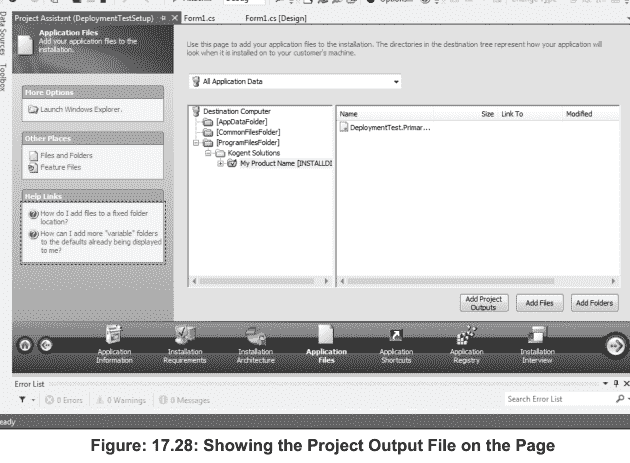 Project Assistant (DeploymentTestSetup)
Form1.cs
Form1.cs [Design]
Data Sources
Toolbox
Application Files
Add your application files to the
installation.
More Options
Launch Windows Explorer.
Other Places
Files and Folders
Feature Files
Help Links
How do I add files to a fixed folder
location?
How can I add more "variable" folders
to the defaults already being displayed
to me?
Use this page to add your application files to the installation. The directories in the destination tree represent how your application will
look when it is installed on to your customer's machine.
All Application Data
Destination Computer
[AppDataFolder]
[CommonFilesFolder]
[ProgramFilesFolder]
Kogent Solutions
My Product Name [INSTALLDI
Name Size Link To Modified
DeploymentTest.Primar...
Add Project
Outputs
Add Files
Add Folders
Application
Information
Installation
Requirements
Installation
Architecture
Application
Files
Application
Shortcuts
Application
Registry
Installation
Interview
Error List
0 Errors
0 Warnings
0 Messages
Search Error List
eady
Figure: 17.28: Showing the Project Output File on the Page